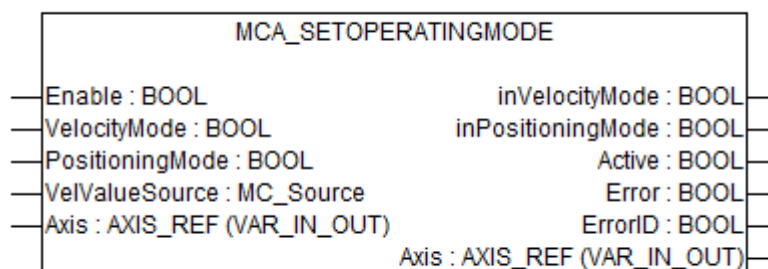 MCA_SETOPERATINGMODE
Enable : BOOL inVelocityMode : BOOL
VelocityMode : BOOL inPositioningMode : BOOL
PositioningMode : BOOL Active : BOOL
VelValueSource : MC_Source Error : BOOL
Axis : AXIS_REF (VAR_IN_OUT) ErrorID : BOOL
Axis : AXIS_REF (VAR_IN_OUT)